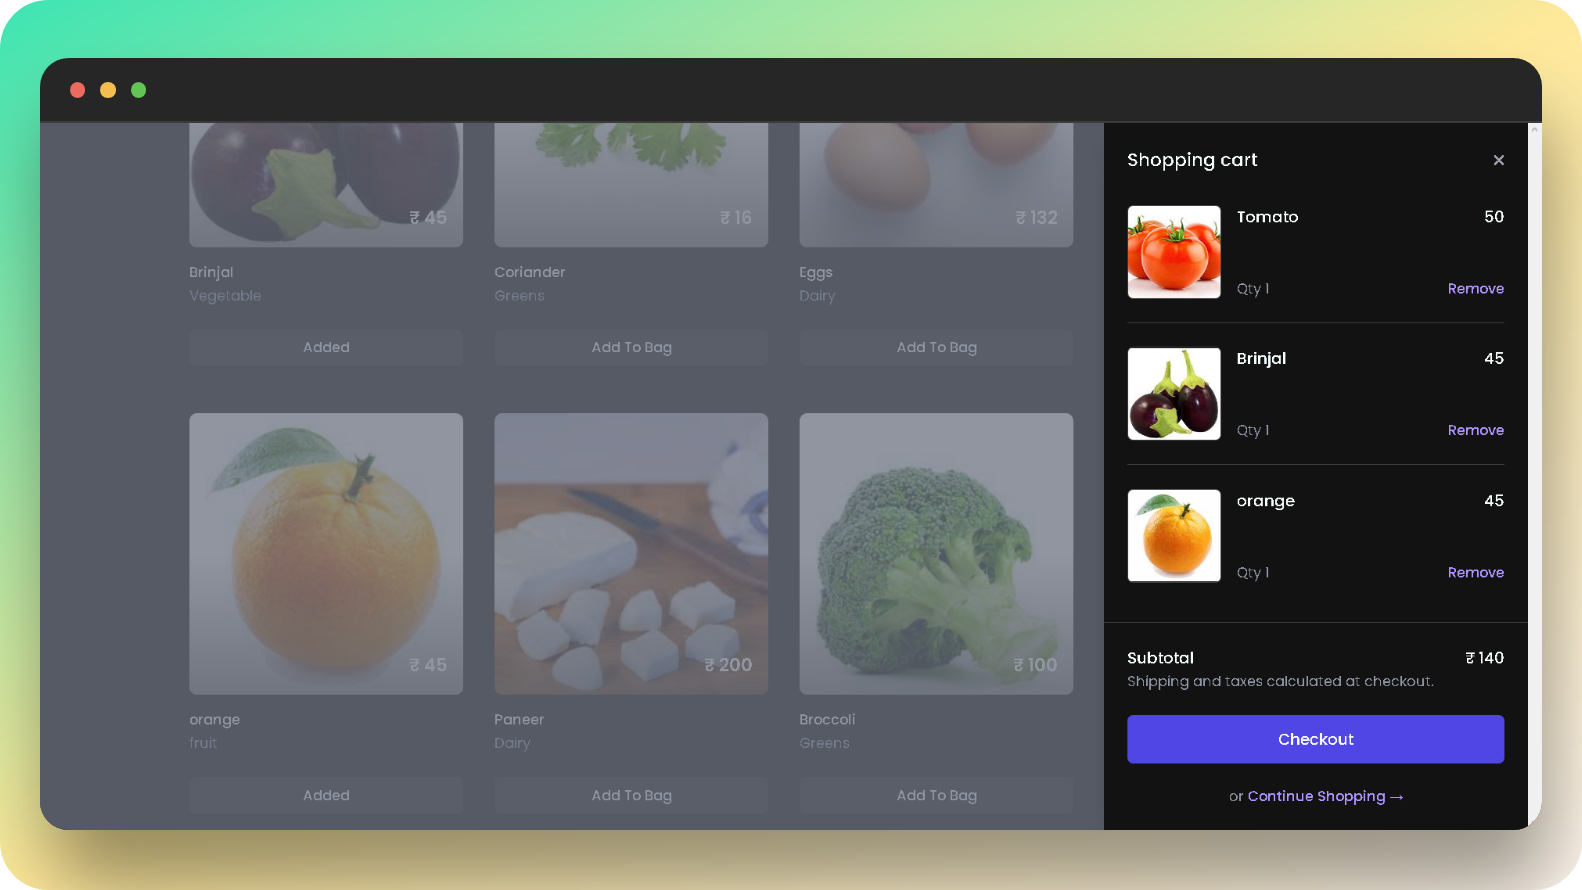 ₹ 45
₹ 16
₹ 132
Brinjal
Vegetable
Coriander
Greens
Eggs
Dairy
Added
Add To Bag
Add To Bag
₹ 45
₹ 200
₹ 100
orange
fruit
Paneer
Dairy
Broccoli
Greens
Added
Add To Bag
Add To Bag
Shopping cart
Tomato 50
Qty 1 Remove
Brinjal 45
Qty 1 Remove
orange 45
Qty 1 Remove
Subtotal ₹ 140
Shipping and taxes calculated at checkout.
Checkout
or Continue Shopping →